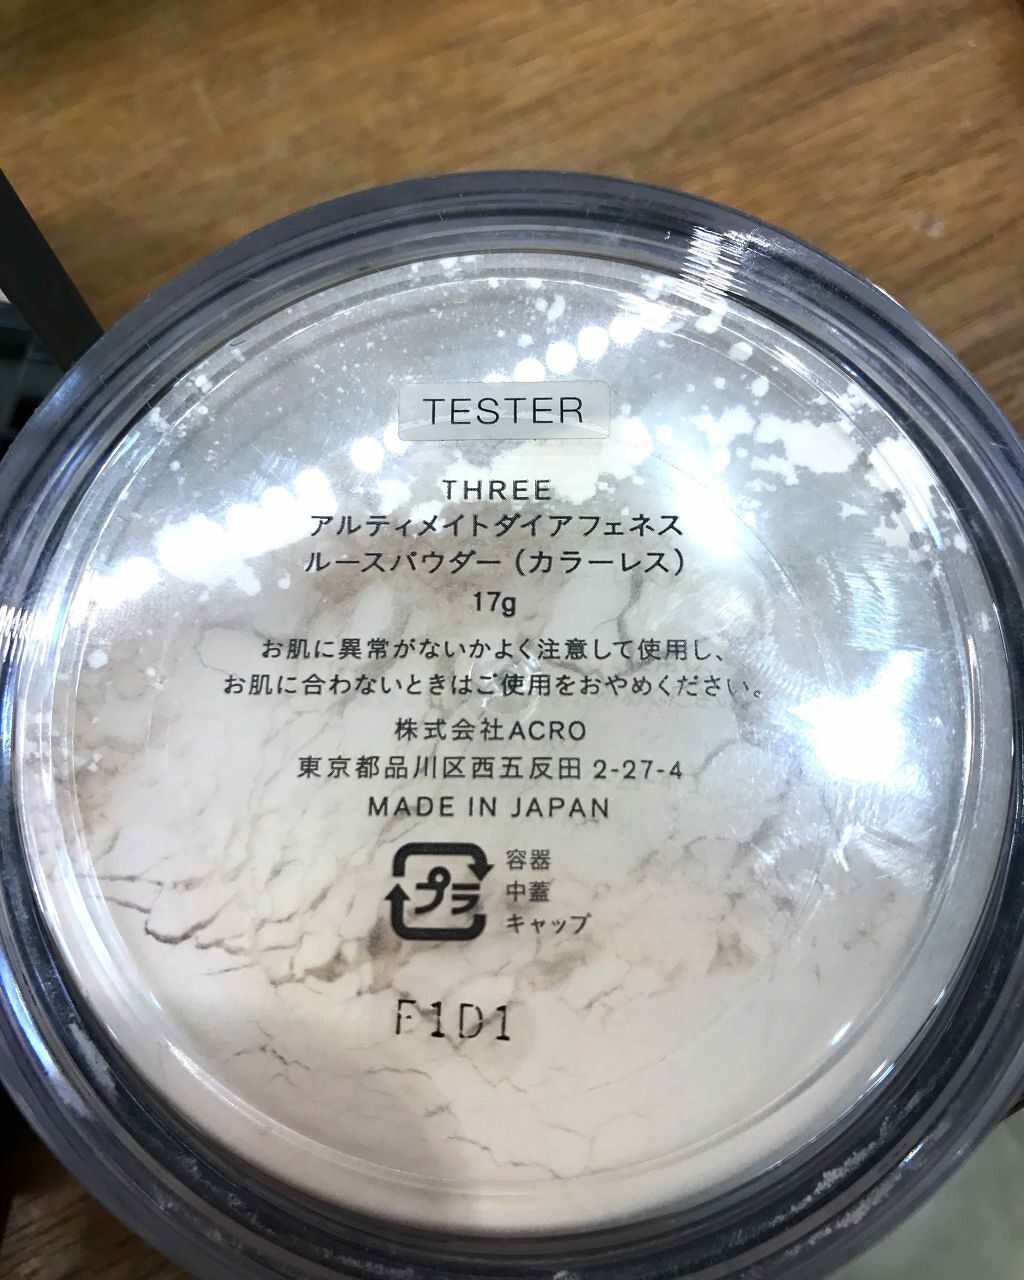 TESTER
THREE
アルティメイトダイアフェネス
ルースパウダー（カラーレス）
17g
お肌に異常がないかよく注意して使用し、
お肌に合わないときはご使用をおやめください。
株式会社ACRO
東京都品川区西五反田 2-27-4
MADE IN JAPAN
プラ
容器
中蓋
キャップ
F1D1